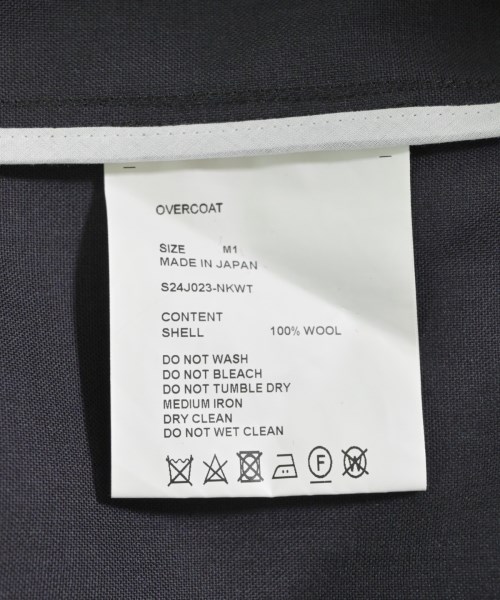 OVERCOAT
SIZE M1
MADE IN JAPAN
S24J023-NKWT
CONTENT
SHELL 100% WOOL
DO NOT WASH
DO NOT BLEACH
DO NOT TUMBLE DRY
MEDIUM IRON
DRY CLEAN
DO NOT WET CLEAN
F W